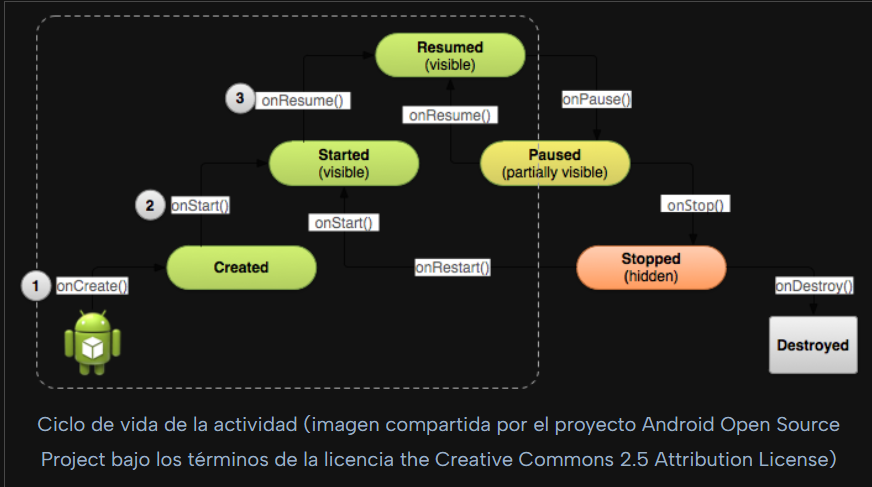 Resumed
(visible)
3
onResume()
onPause()
onResume()
Started
(visible)
Paused
(partially visible)
2
onStart()
onStop()
onStart()
Created
onRestart()
Stopped
(hidden)
1
onCreate()
onDestroy()
Destroyed
Ciclo de vida de la actividad (imagen compartida por el proyecto Android Open Source
Project bajo los términos de la licencia the Creative Commons 2.5 Attribution License)